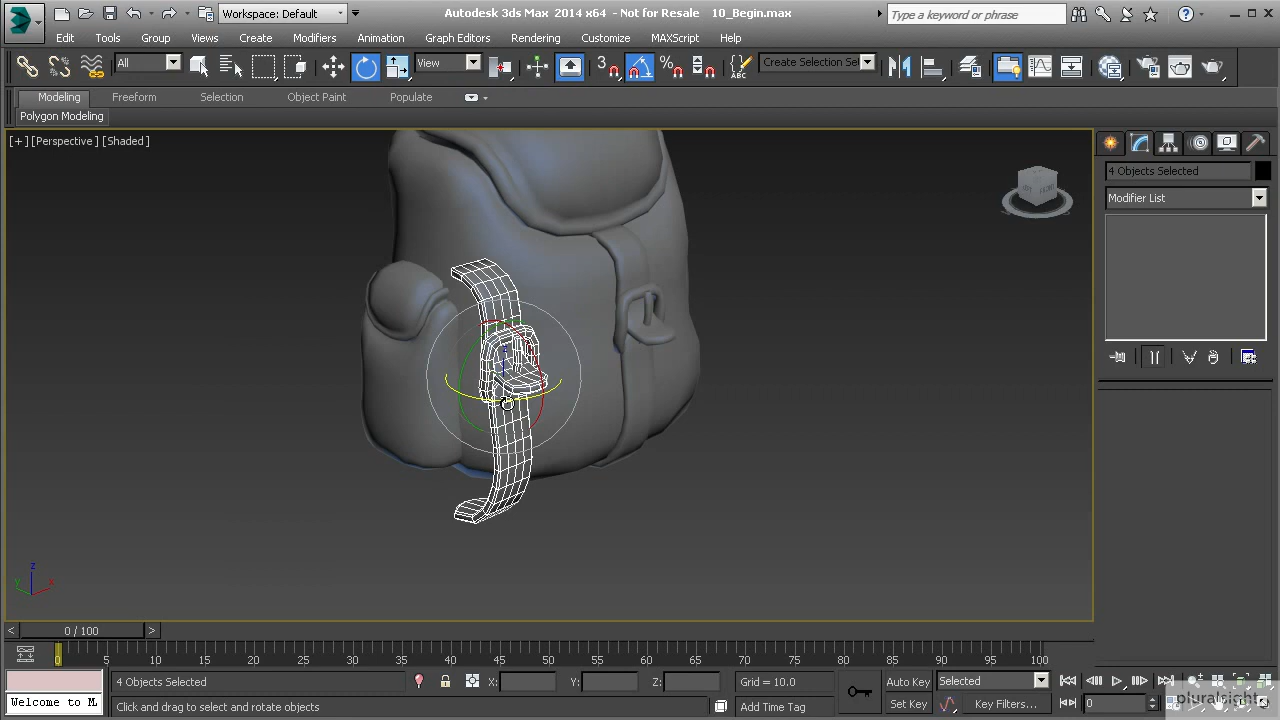 Autodesk 3ds Max 2014 x64 - Not for Resale 10_Begin.max
Workspace: Default
Type a keyword or phrase
Edit Tools Group Views Create Modifiers Animation Graph Editors Rendering Customize MAXScript Help
All View 3 Create Selection Se
Modeling Freeform Selection Object Paint Populate
Polygon Modeling
[+] [Perspective] [Shaded]
4 Objects Selected
Modifier List
z
y x
< 0 / 100 >
0 5 10 15 20 25 30 35 40 45 50 55 60 65 70 75 80 85 90 95 100
4 Objects Selected X: Y: Z: Grid = 10.0 Auto Key Selected
Welcome to M Click and drag to select and rotate objects Add Time Tag Set Key Key Filters... 0
pluralsight